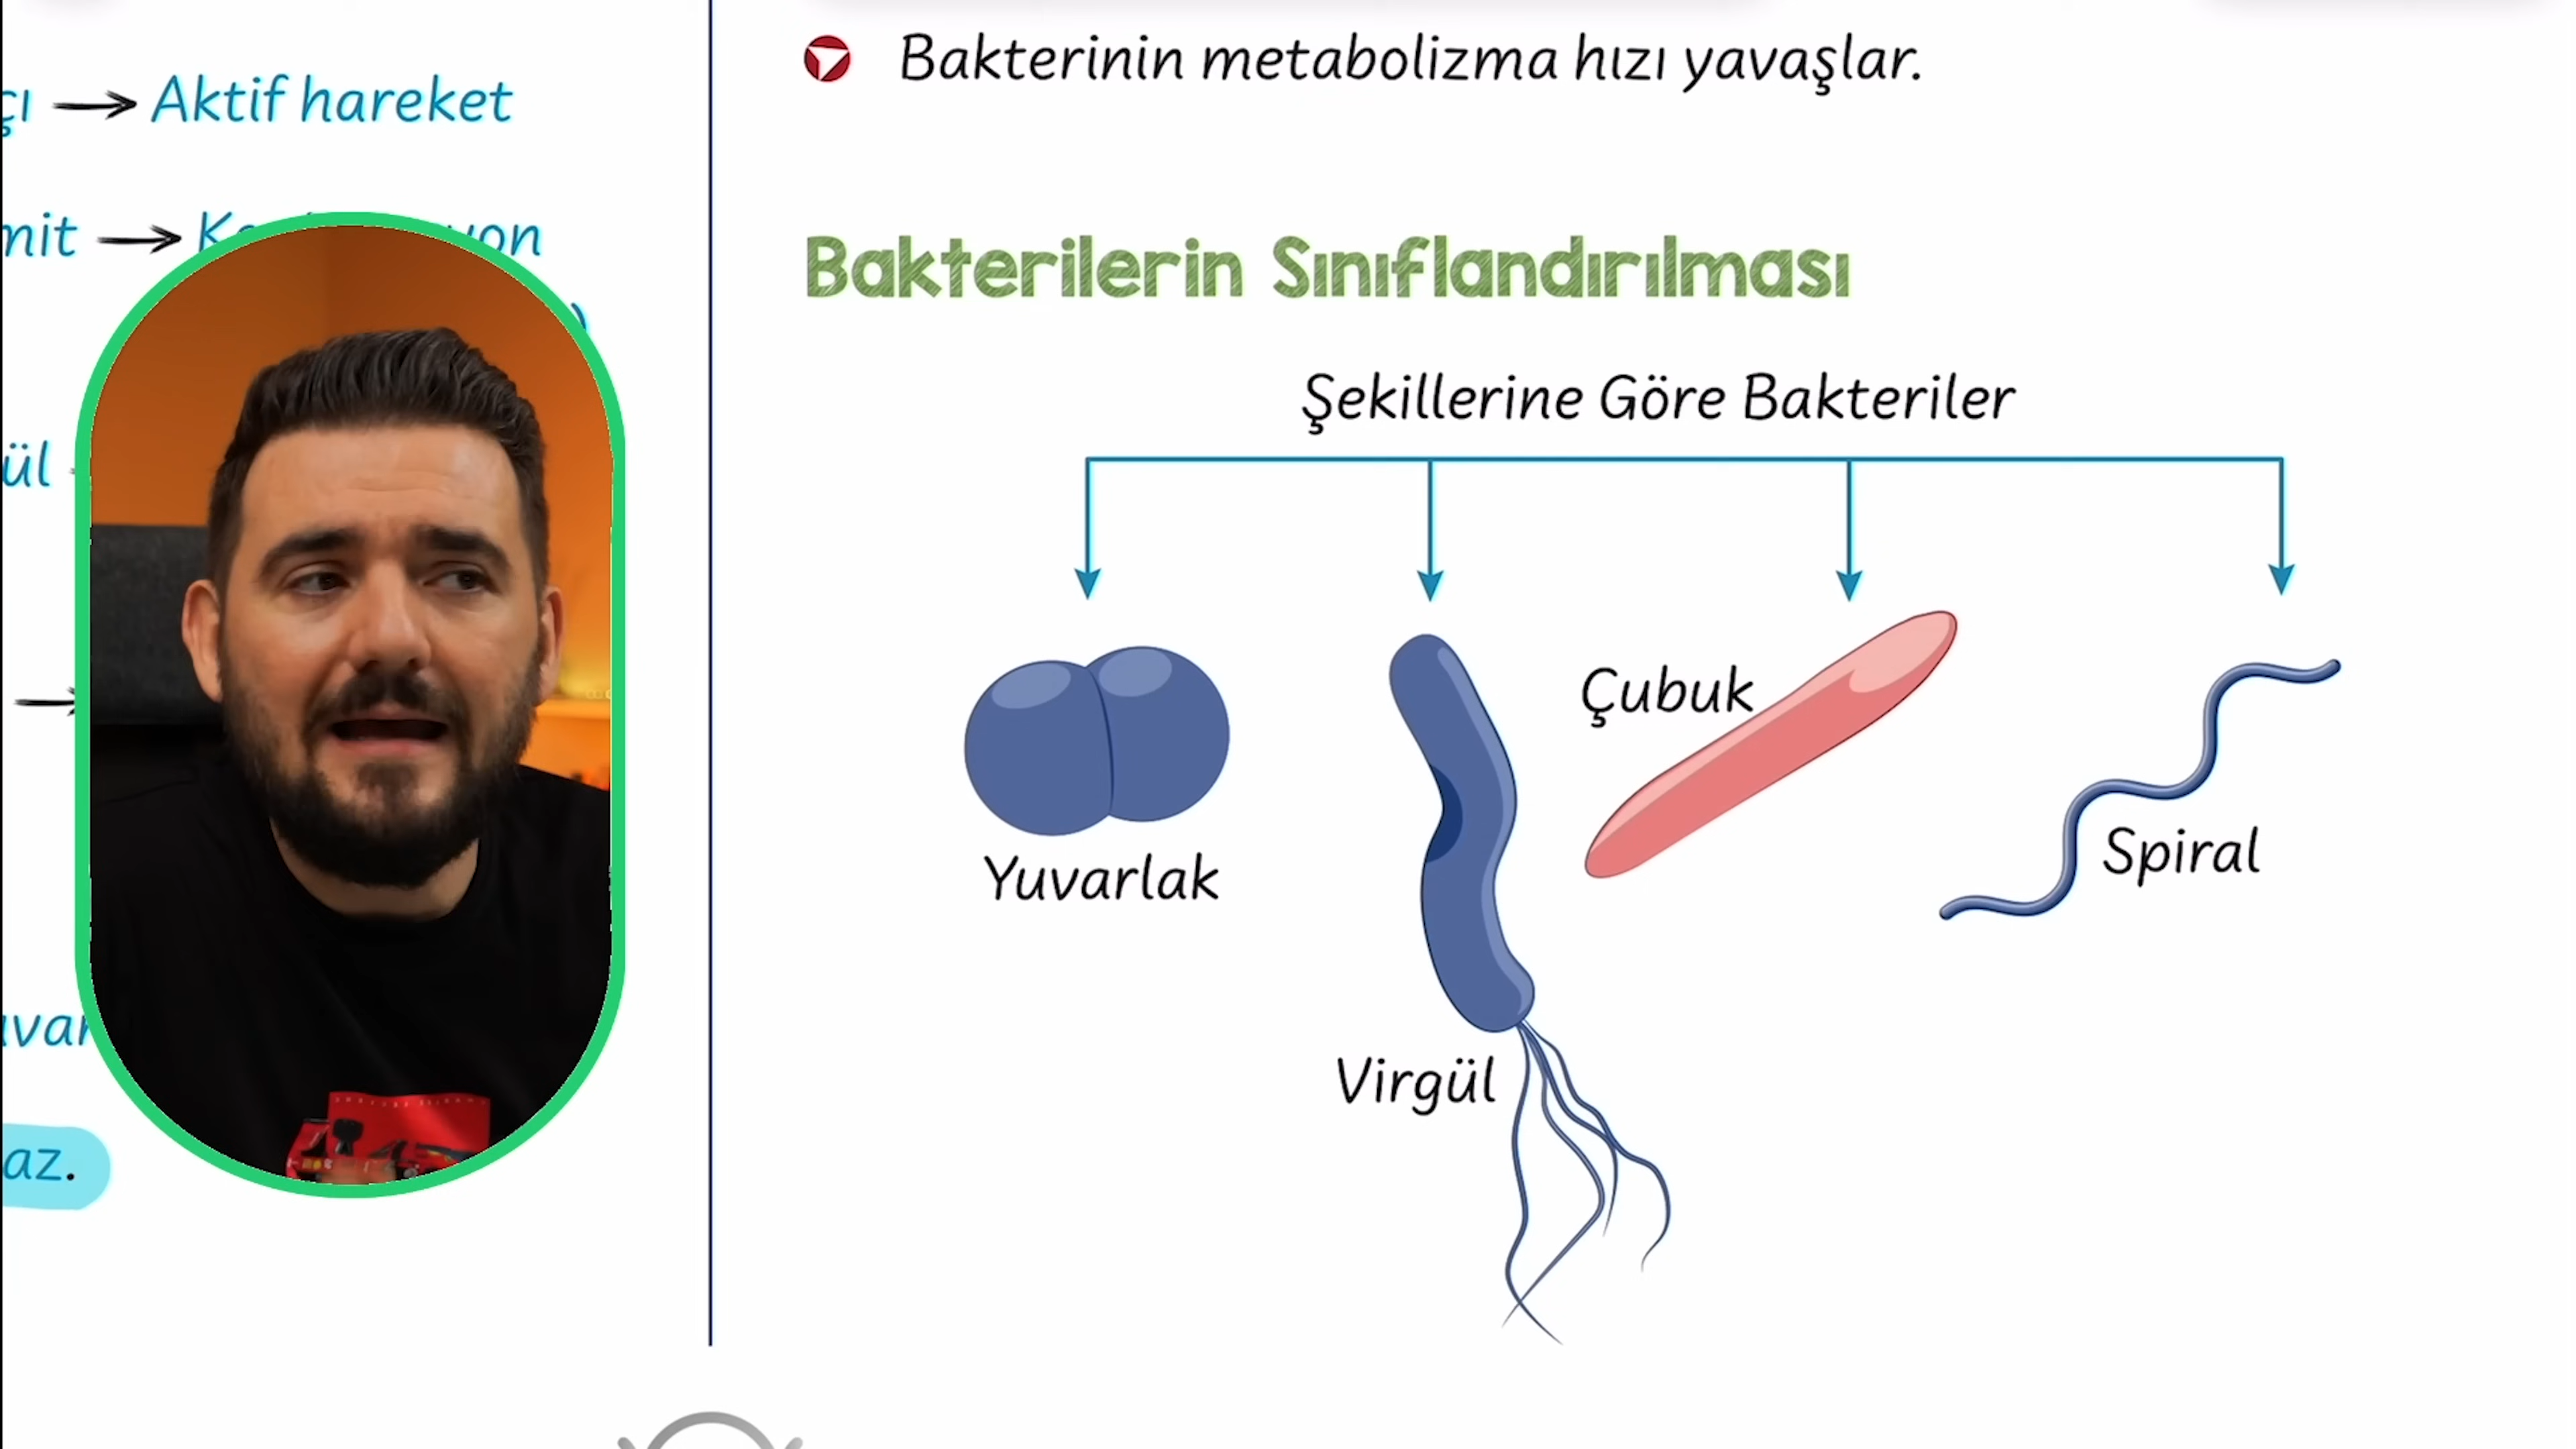 Aktif hareket
Bakterinin metabolizma hızı yavaşlar.
Bakterilerin Sınıflandırılması
Şekillerine Göre Bakteriler
Yuvarlak
Virgül
Çubuk
Spiral